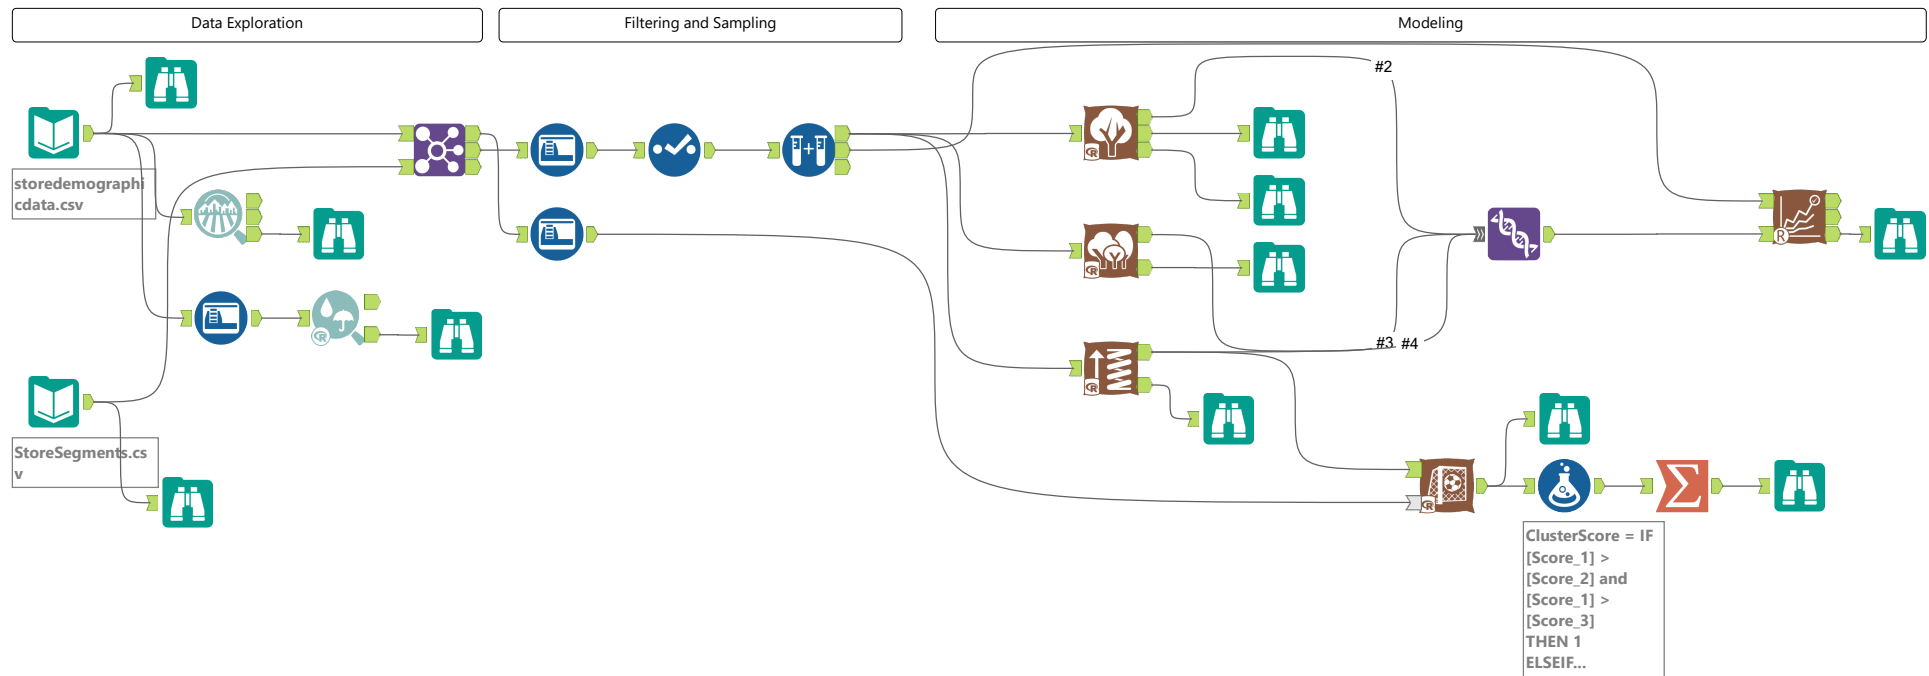 Data Exploration
Filtering and Sampling
Modeling
#2
storedemographi
cdata.csv
#3
#4
StoreSegments.cs
v
ClusterScore = IF
[Score_1] >
[Score_2] and
[Score_1] >
[Score_3]
THEN 1
ELSEIF...